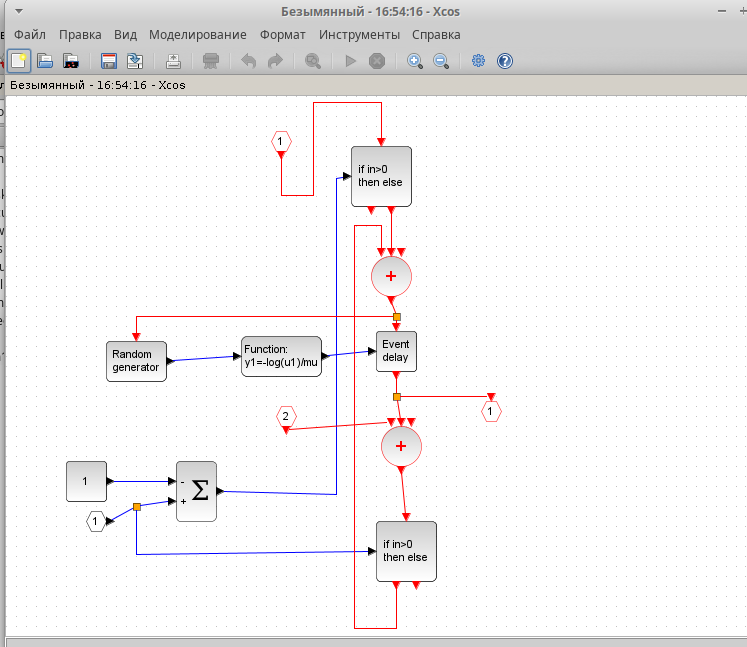 Безымянный - 16:54:16 - Xcos
Файл Правка Вид Моделирование Формат Инструменты Справка
Безымянный - 16:54:16 - Xcos
1
if in>0
then else
+
Random
generator
Function:
y1=-log(u1)/mu
Event
delay
2
1
+
1
-
+
Σ
1
if in>0
then else